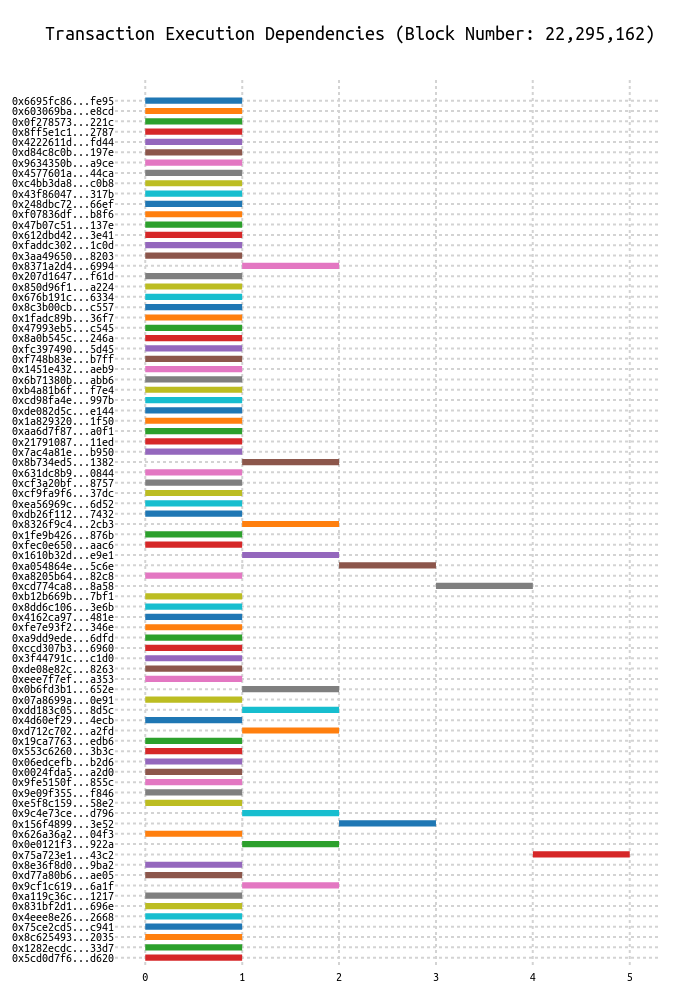 Transaction Execution Dependencies (Block Number: 22,295,162)
0x6695fc86...fe95
0x603069ba...e8cd
0x0f278573...221c
0x8ff5e1c1...2787
0x4222611d...fd44
0xd84c8c0b...197e
0x9634350b...a9ce
0x4577601a...44ca
0xc4bb3da8...c0b8
0x43f86047...317b
0x248dbc72...66ef
0xf07836df...b8f6
0x47b07c51...137e
0x612dbd42...3e41
0xfaddc302...1c0d
0x3aa49650...8203
0x8371a2d4...6994
0x207d1647...f61d
0x850d96f1...a224
0x676b191c...6334
0x8c3b00cb...c557
0x1fadc89b...36f7
0x47993eb5...c545
0x8a0b545c...246a
0xfc397490...5d45
0xf748b83e...b7ff
0x1451e432...aeb9
0x6b71380b...abb6
0xb4a81b6f...f7e4
0xcd98fa4e...997b
0xde082d5c...e144
0x1a829320...1f50
0xaa6d7f87...a0f1
0x21791087...11ed
0x7ac4a81e...b950
0x8b734ed5...1382
0x631dc8b9...0844
0xcf3a20bf...8757
0xcf9fa9f6...37dc
0xea56969c...6d52
0xdb26f112...7432
0x8326f9c4...2cb3
0x1fe9b426...876b
0xfec0e650...aac6
0x1610b32d...e9e1
0xa054864e...5c6e
0xa8205b64...82c8
0xcd774ca8...8a58
0xb12b669b...7bf1
0x8dd6c106...3e6b
0x4162ca97...481e
0xfe7e93f2...346e
0xa9dd9ede...6dfd
0xccd307b3...6960
0x3f44791c...c1d0
0xde08e82c...8263
0xeee7f7ef...a353
0x0b6fd3b1...652e
0x07a8699a...0e91
0xdd183c05...8d5c
0x4d60ef29...4ecb
0xd712c702...a2fd
0x19ca7763...edb6
0x553c6260...3b3c
0x06edcefb...b2d6
0x0024fda5...a2d0
0x9fe5150f...855c
0x9e09f355...f846
0xe5f8c159...58e2
0x9c4e73ce...d796
0x156f4899...3e52
0x626a36a2...04f3
0x0e0121f3...922a
0x75a723e1...43c2
0x8e36f8d0...9ba2
0xd77a80b6...ae05
0x9cf1c619...6a1f
0xa119c36c...1217
0x831bf2d1...696e
0x4eee8e26...2668
0x75ce2cd5...c941
0x8c625493...2035
0x1282ecdc...33d7
0x5cd0d7f6...d620
0 1 2 3 4 5